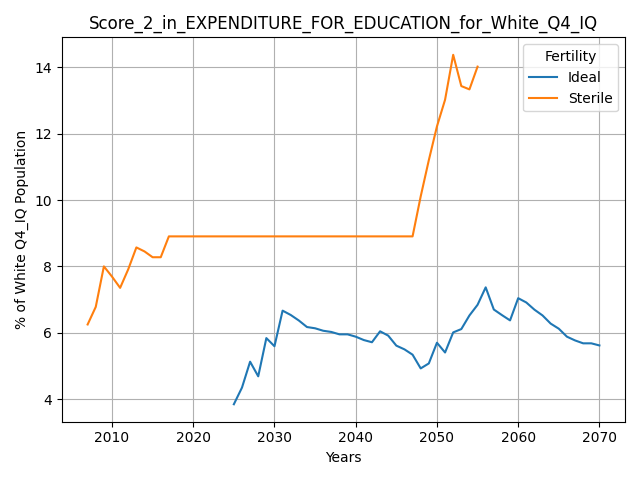 Score_2_in_EXPENDITURE_FOR_EDUCATION_for_White_Q4_IQ
Fertility
Ideal
Sterile
% of White Q4_IQ Population
14
12
10
8
6
4
2010 2020 2030 2040 2050 2060 2070
Years